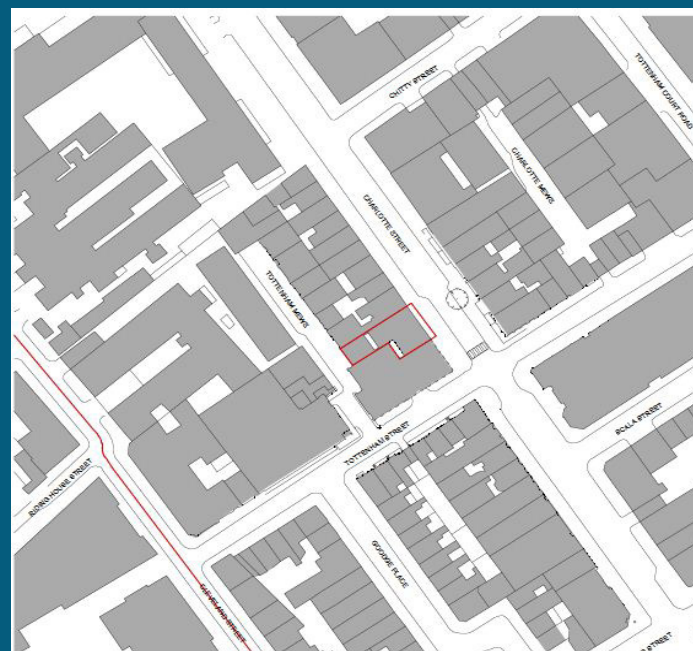 CHITTY STREET
TOTTENHAM COURT ROAD
CHARLOTTE MEWS
CHARLOTTE STREET
TOTTENHAM MEWS
SCALA STREET
TOTTENHAM STREET
RIDING HOUSE STREET
GOODGE PLACE
CLEVELAND STREET
STREET